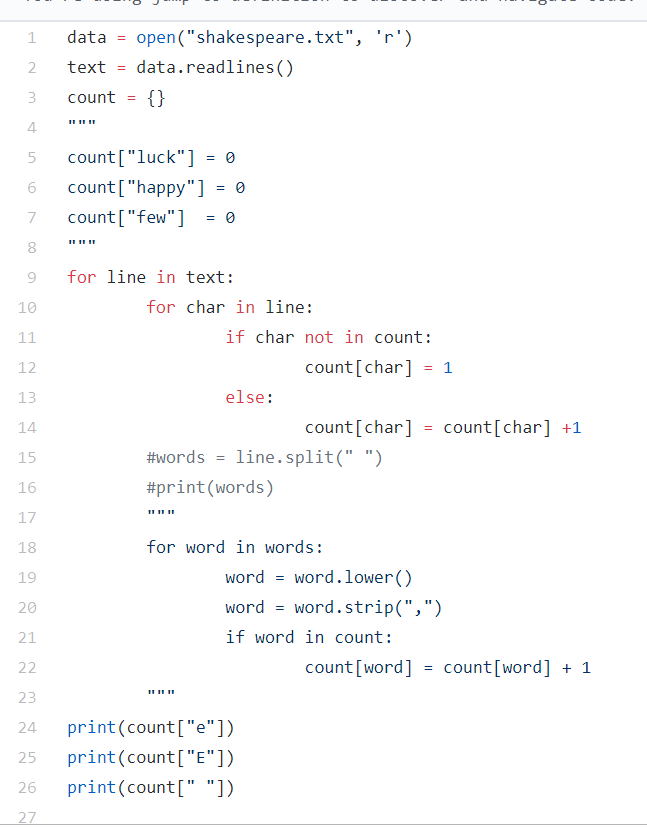 1 data = open("shakespeare.txt", 'r')
2 text = data.readlines()
3 count = {}
4 """
5 count["luck"] = 0
6 count["happy"] = 0
7 count["few"]  = 0
8 """
9 for line in text:
10         for char in line:
11                 if char not in count:
12                         count[char] = 1
13                 else:
14                         count[char] = count[char] +1
15         #words = line.split(" ")
16         #print(words)
17         """
18         for word in words:
19                 word = word.lower()
20                 word = word.strip(",")
21                 if word in count:
22                         count[word] = count[word] + 1
23         """
24 print(count["e"])
25 print(count["E"])
26 print(count[" "])
27